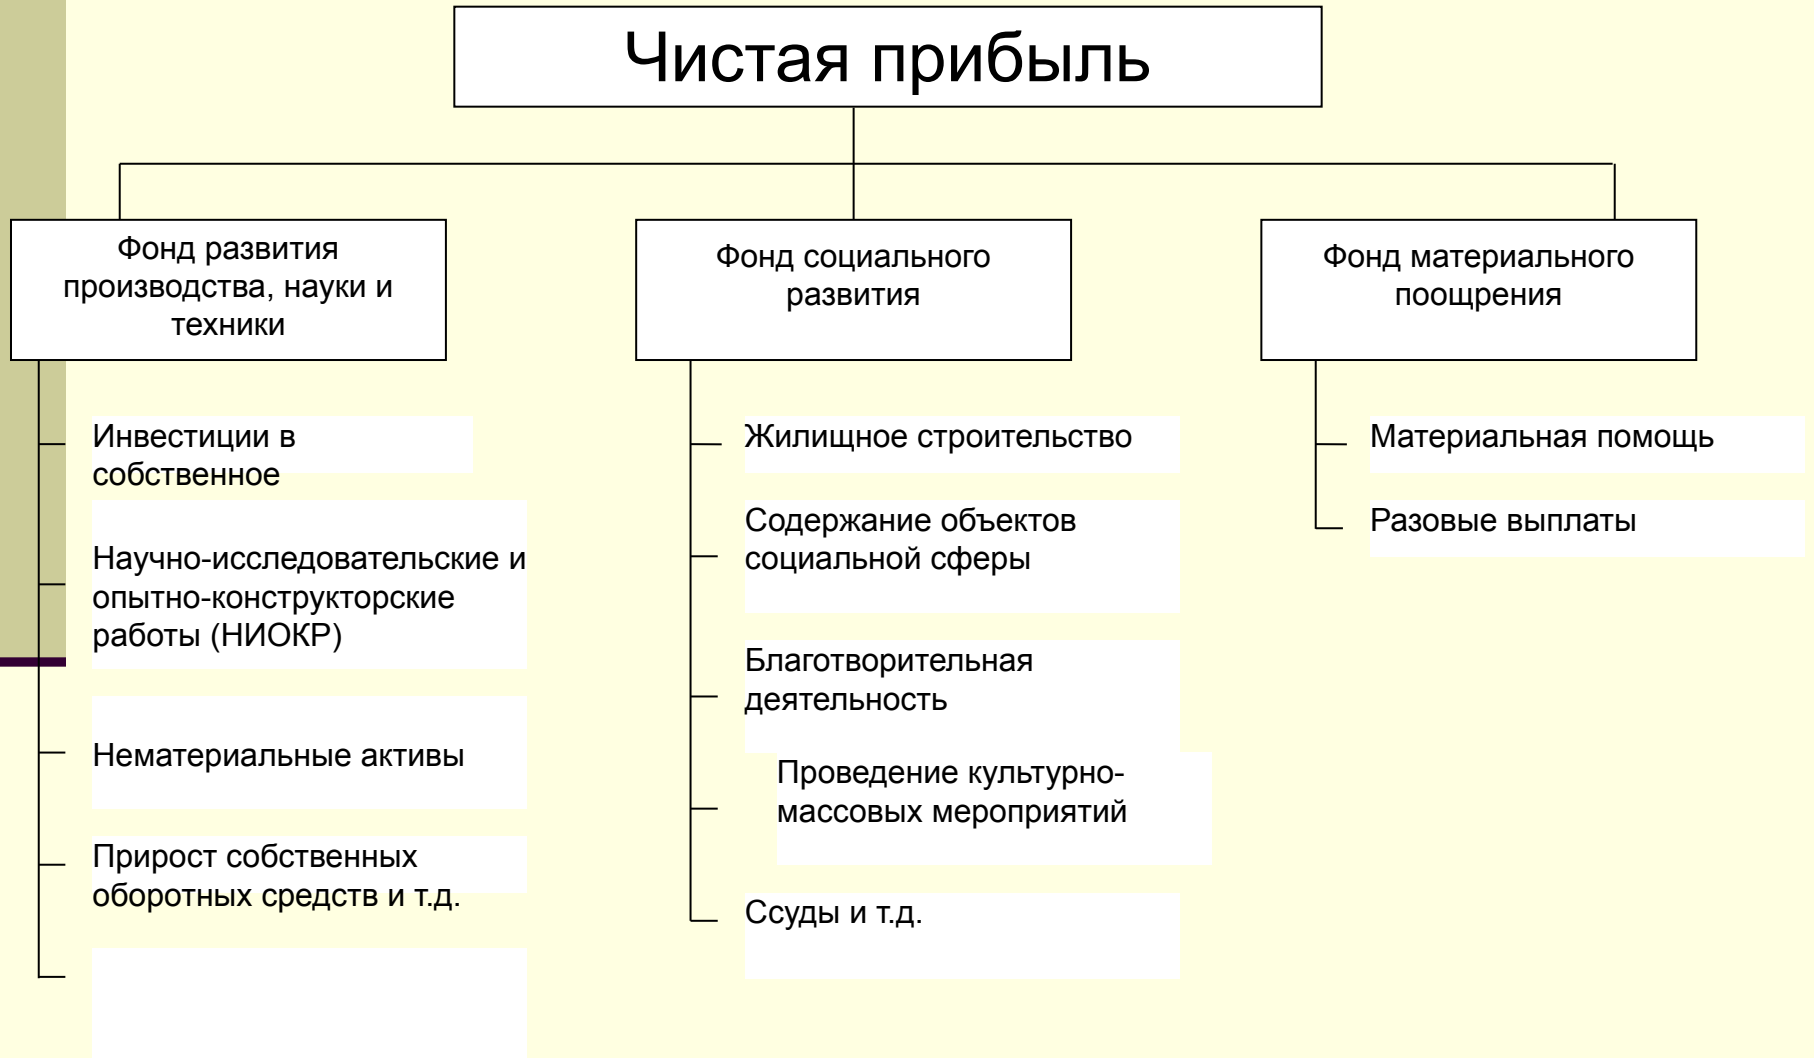 Чистая прибыль
Фонд развития
производства, науки и
техники
Инвестиции в
собственное
Научно-исследовательские и
опытно-конструкторские
работы (НИОКР)
Нематериальные активы
Прирост собственных
оборотных средств и т.д.
Фонд социального
развития
Жилищное строительство
Содержание объектов
социальной сферы
Благотворительная
деятельность
Проведение культурно-
массовых мероприятий
Ссуды и т.д.
Фонд материального
поощрения
Материальная помощь
Разовые выплаты